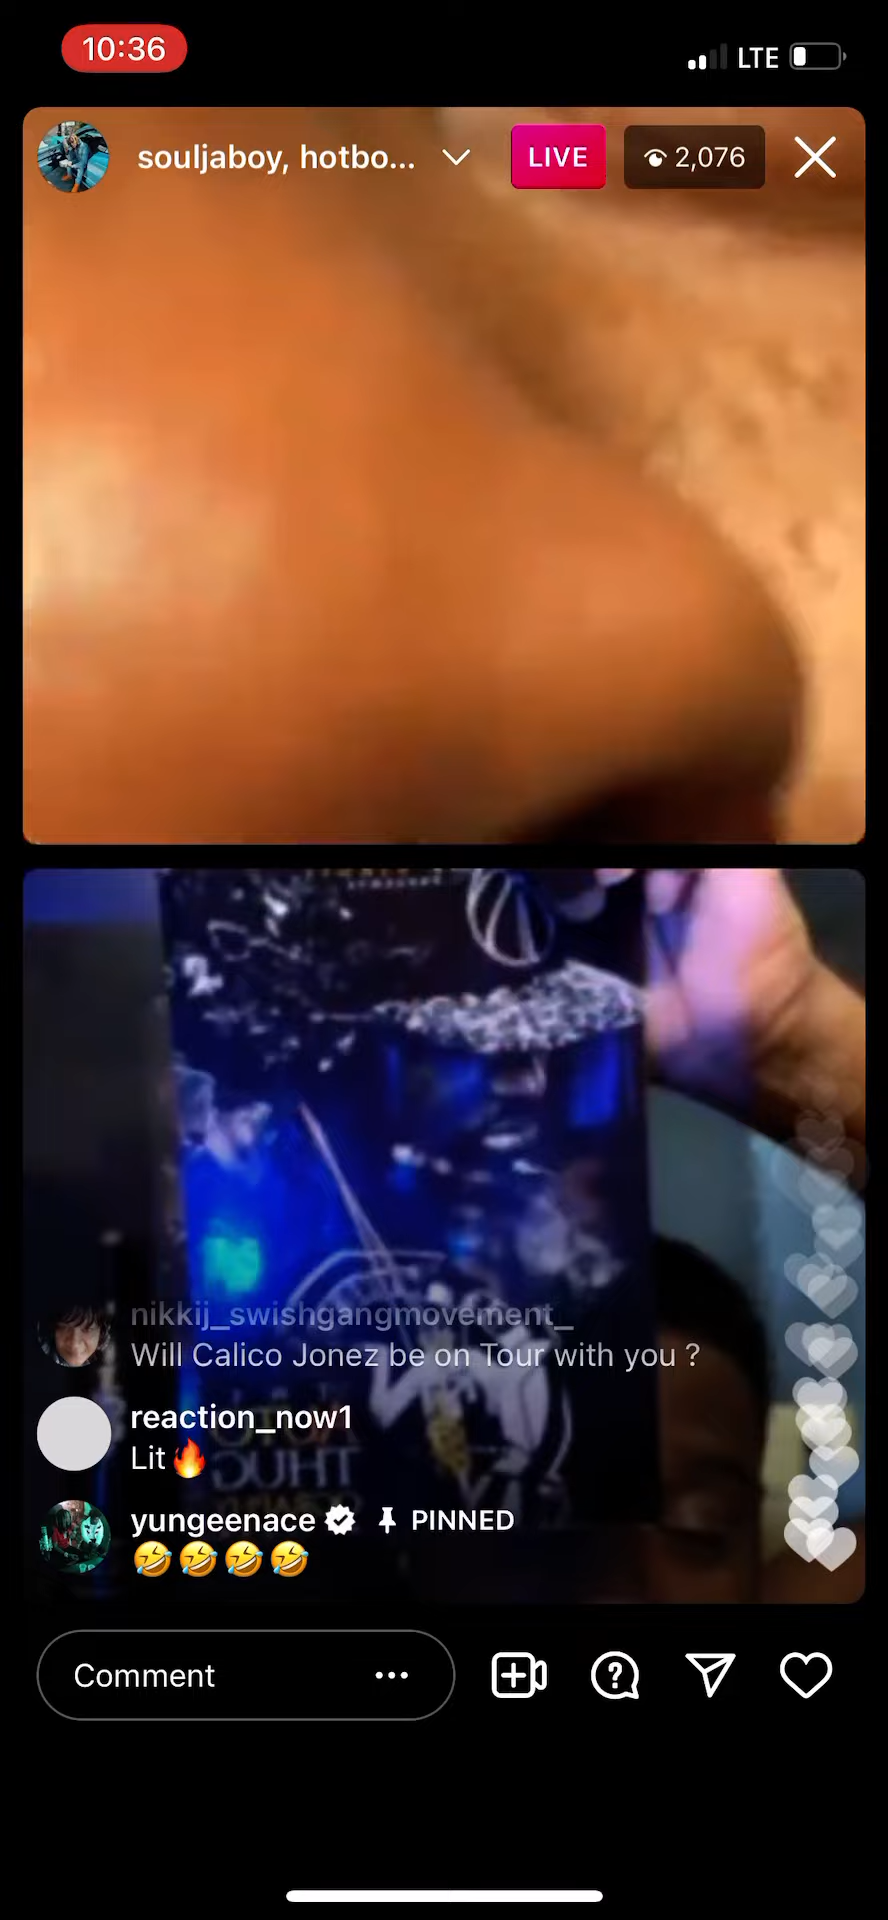 10:36
LTE
souljaboy, hotbo...
LIVE
2,076
nikkij_swishgangmovement_
Will Calico Jonez be on Tour with you ?
reaction_now1
Lit🔥
THUG
yungeenace PINNED
🤣🤣🤣🤣
Comment